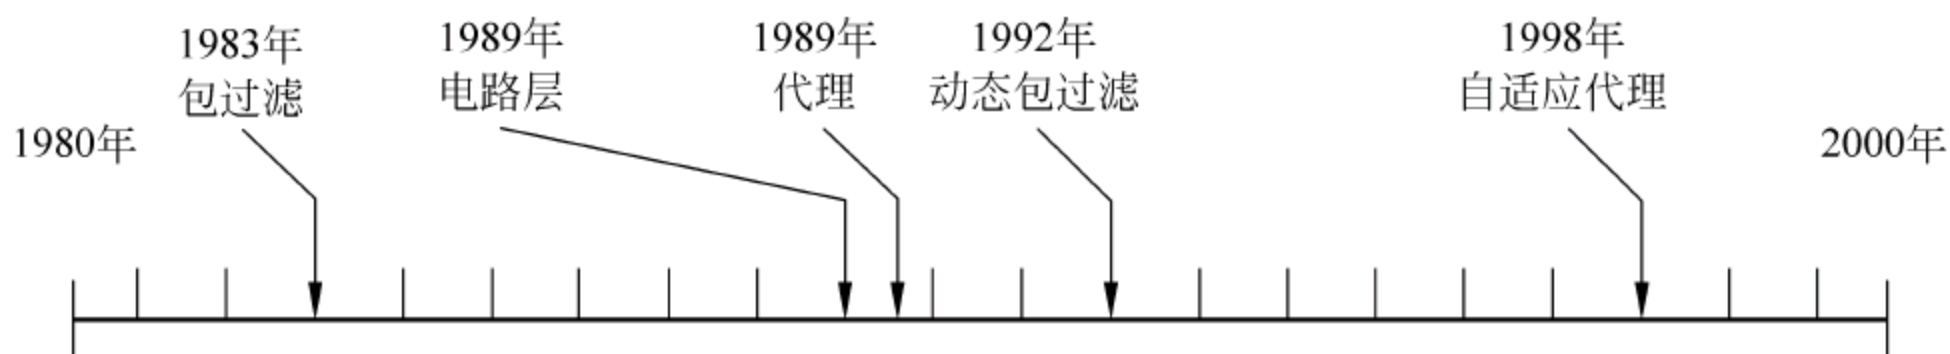 1980年
1983年
包过滤
1989年
电路层
1989年
代理
1992年
动态包过滤
1998年
自适应代理
2000年